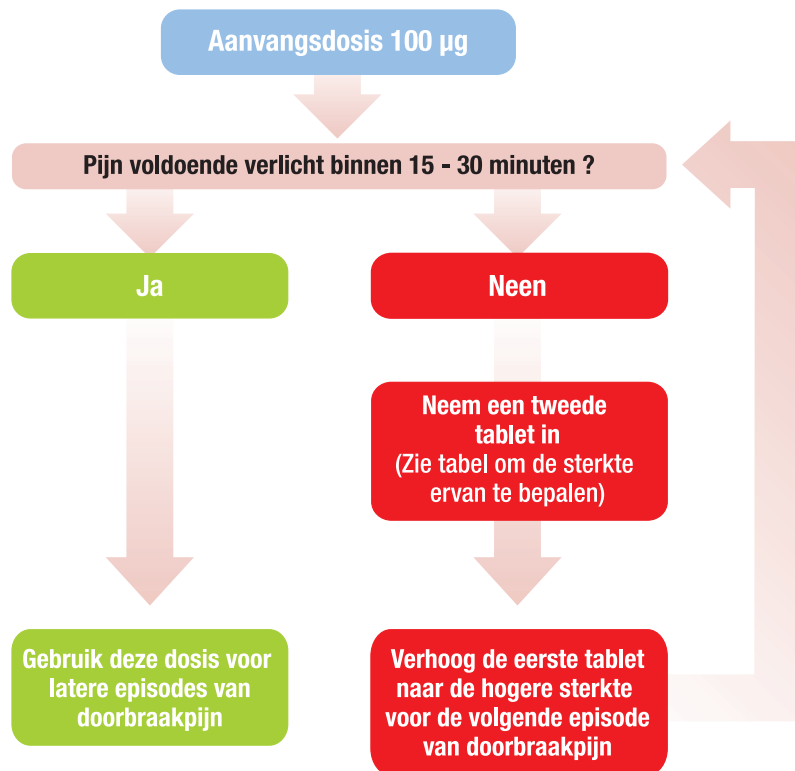 Aanvangsdosis 100 µg
Pijn voldoende verlicht binnen 15 - 30 minuten ?
Ja
Neen
Neem een tweede
tablet in
(Zie tabel om de sterkte
ervan te bepalen)
Gebruik deze dosis voor
latere episodes van
doorbraakpijn
Verhoog de eerste tablet
naar de hogere sterkte
voor de volgende episode
van doorbraakpijn